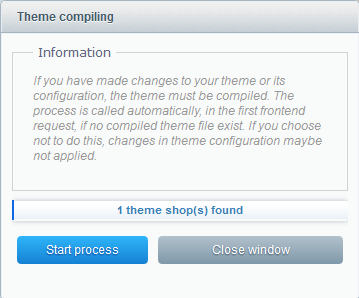 Theme compiling
Information
If you have made changes to your theme or its
configuration, the theme must be compiled. The
process is called automatically, in the first frontend
request, if no compiled theme file exist. If you choose
not to do this, changes in theme configuration maybe
not applied.
1 theme shop(s) found
Start process
Close window